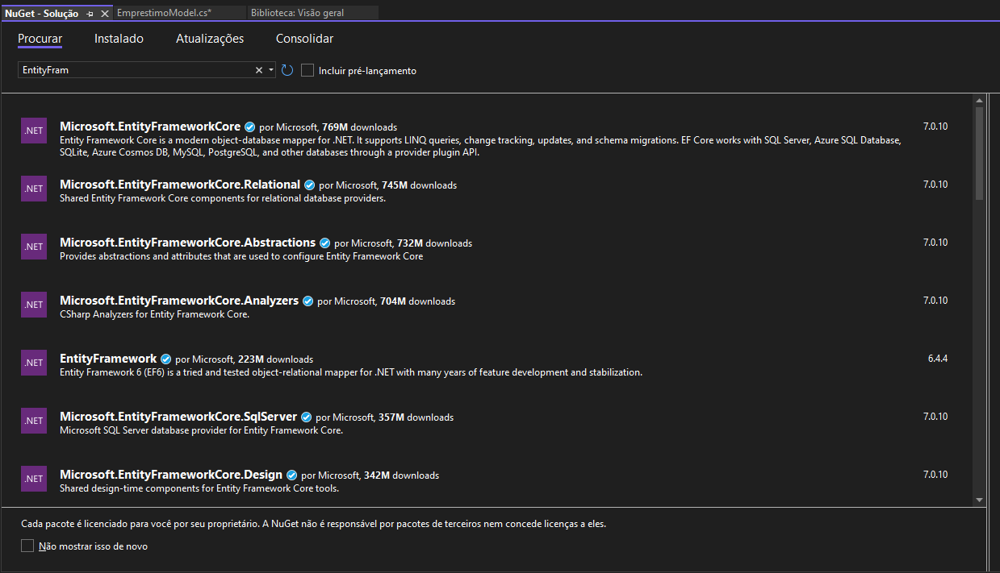 NuGet - Solução
EmprestimoModel.cs*
Biblioteca: Visão geral
Procurar
Instalado
Atualizações
Consolidar
EntityFram
Incluir pré-lançamento
.NET
Microsoft.EntityFrameworkCore por Microsoft, 769M downloads
7.0.10
Entity Framework Core is a modern object-database mapper for .NET. It supports LINQ queries, change tracking, updates, and schema migrations. EF Core works with SQL Server, Azure SQL Database,
SQLite, Azure Cosmos DB, MySQL, PostgreSQL, and other databases through a provider plugin API.
.NET
Microsoft.EntityFrameworkCore.Relational por Microsoft, 745M downloads
7.0.10
Shared Entity Framework Core components for relational database providers.
.NET
Microsoft.EntityFrameworkCore.Abstractions por Microsoft, 732M downloads
7.0.10
Provides abstractions and attributes that are used to configure Entity Framework Core
.NET
Microsoft.EntityFrameworkCore.Analyzers por Microsoft, 704M downloads
7.0.10
CSharp Analyzers for Entity Framework Core.
.NET
EntityFramework por Microsoft, 223M downloads
6.4.4
Entity Framework 6 (EF6) is a tried and tested object-relational mapper for .NET with many years of feature development and stabilization.
.NET
Microsoft.EntityFrameworkCore.SqlServer por Microsoft, 357M downloads
7.0.10
Microsoft SQL Server database provider for Entity Framework Core.
.NET
Microsoft.EntityFrameworkCore.Design por Microsoft, 342M downloads
7.0.10
Shared design-time components for Entity Framework Core tools.
Cada pacote é licenciado para você por seu proprietário. A NuGet não é responsável por pacotes de terceiros nem concede licenças a eles.
Não mostrar isso de novo